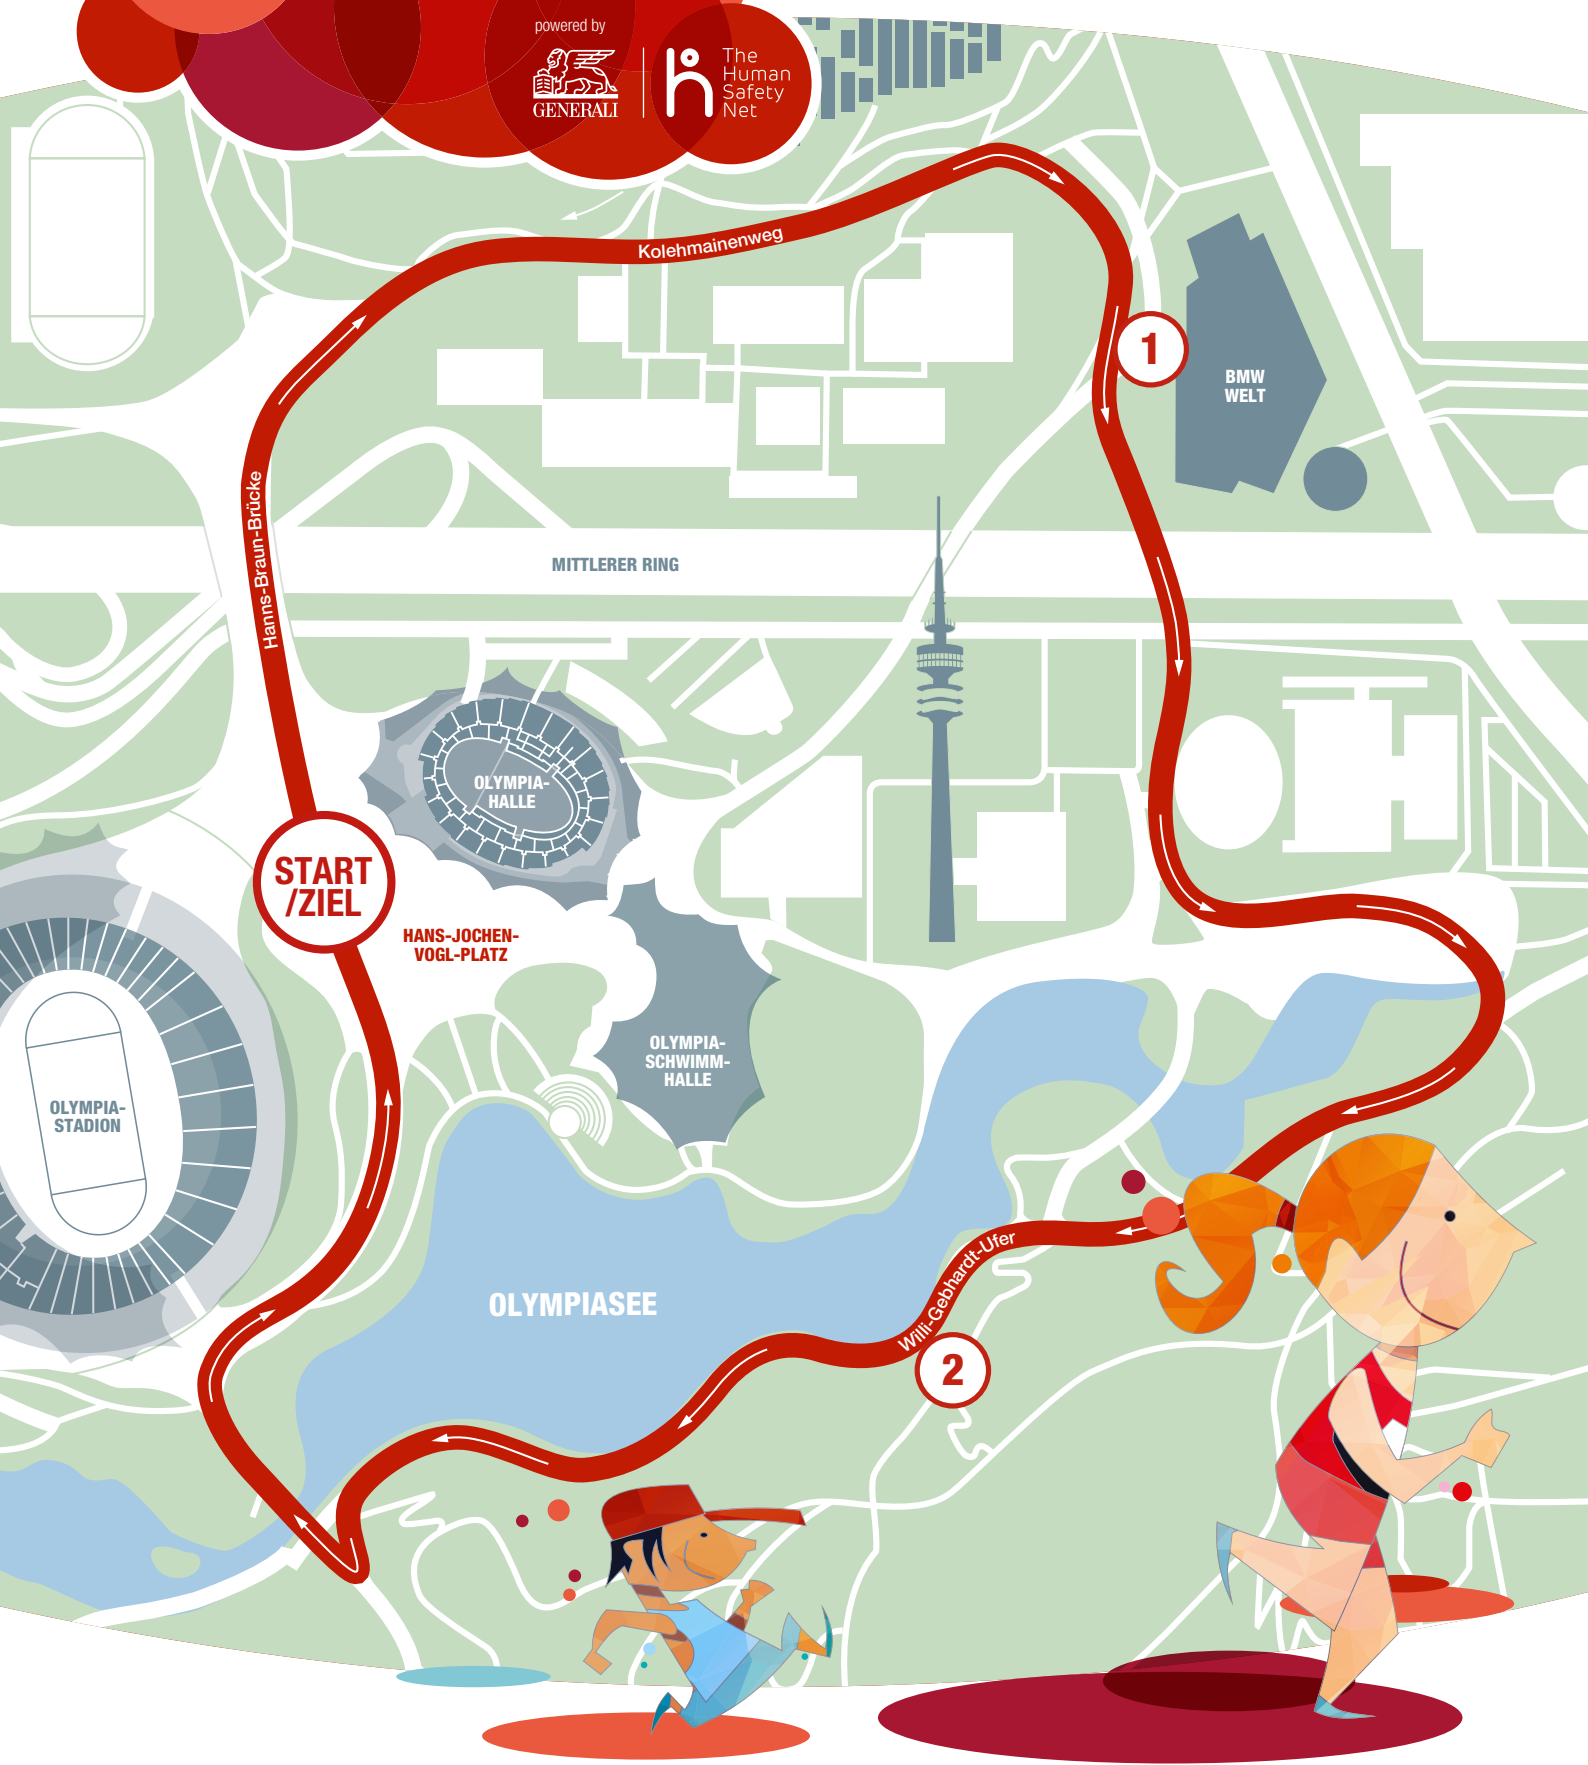 powered by
GENERALI
The
Human
Safety
Net
Kolehmainenweg
1
BMW
WELT
Hanns-Braun-Brücke
MITTLERER RING
OLYMPIA-
HALLE
START
/ZIEL
HANS-JOCHEN-
VOGL-PLATZ
OLYMPIA-
SCHWIMM-
HALLE
OLYMPIA-
STADION
Willi-Gebhardt-Ufer
OLYMPIASEE
2